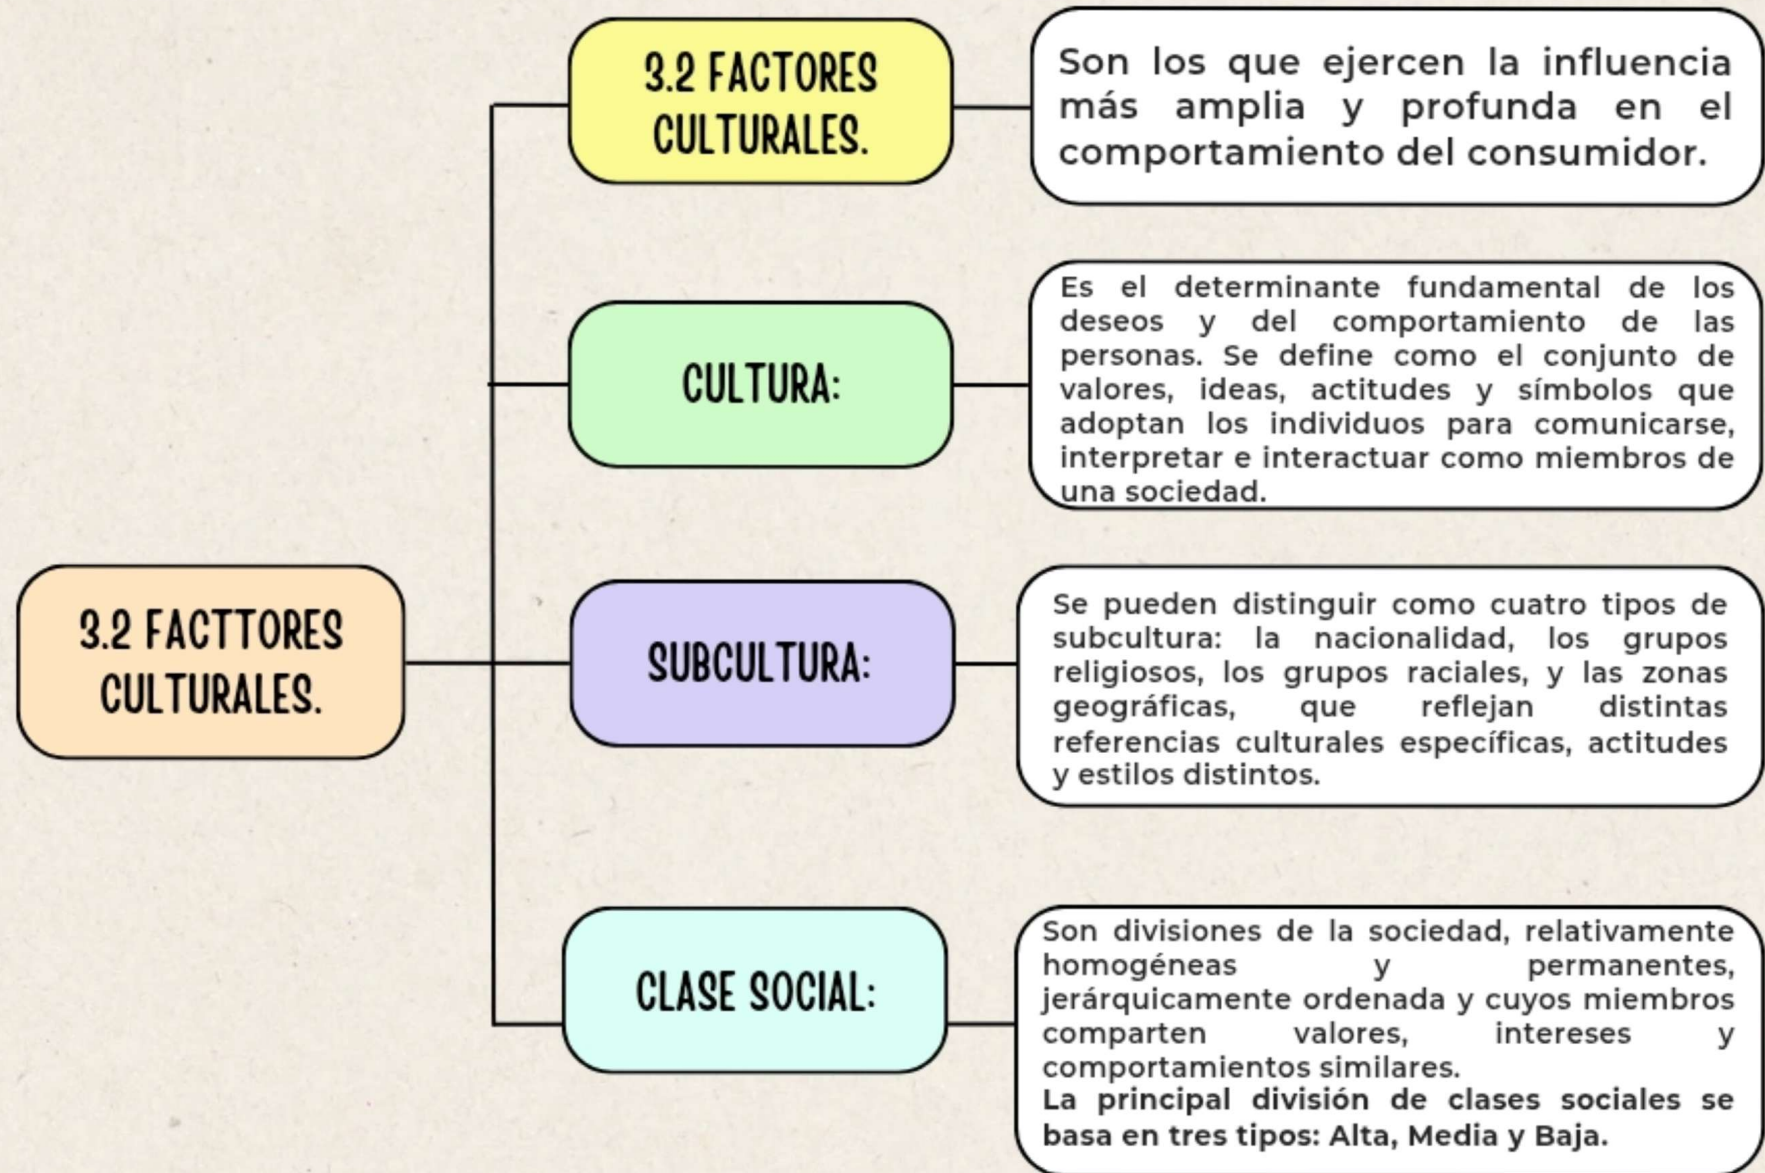 3.2 FACTORES
CULTURALES.
Son los que ejercen la influencia
más amplia y profunda en el
comportamiento del consumidor.
CULTURA:
Es el determinante fundamental de los
deseos y del comportamiento de las
personas. Se define como el conjunto de
valores, ideas, actitudes y símbolos que
adoptan los individuos para comunicarse,
interpretar e interactuar como miembros de
una sociedad.
3.2 FACTTORES
CULTURALES.
SUBCULTURA:
Se pueden distinguir como cuatro tipos de
subcultura: la nacionalidad, los grupos
religiosos, los grupos raciales, y las zonas
geográficas, que reflejan distintas
referencias culturales específicas, actitudes
y estilos distintos.
CLASE SOCIAL:
Son divisiones de la sociedad, relativamente
homogéneas y permanentes,
jerárquicamente ordenada y cuyos miembros
comparten valores, intereses y
comportamientos similares.
La principal división de clases sociales se
basa en tres tipos: Alta, Media y Baja.